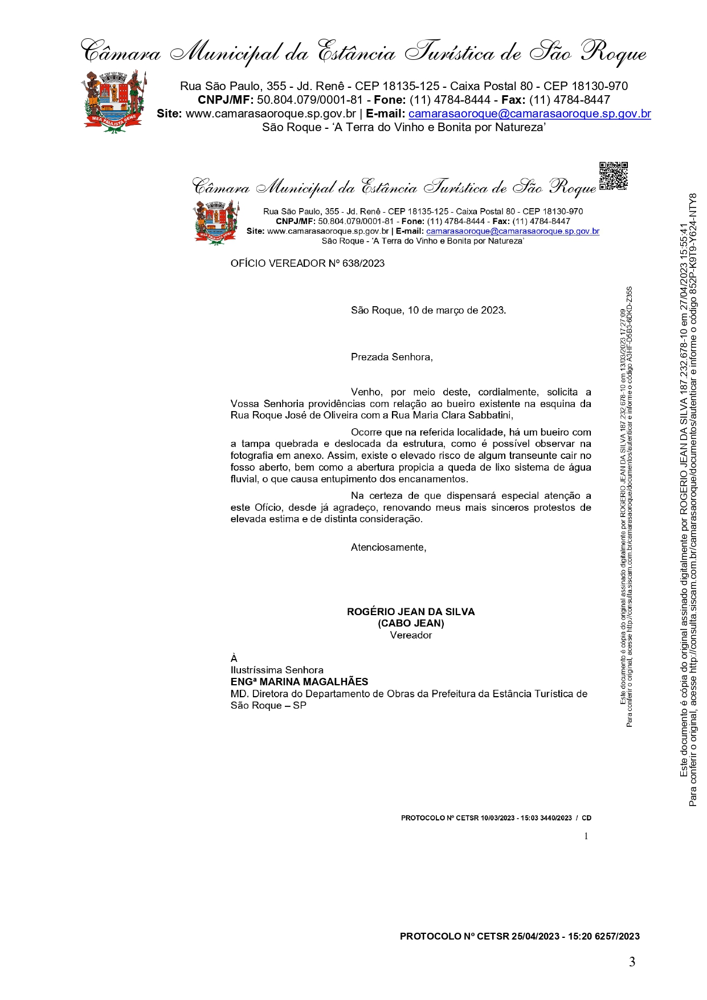 Câmara Municipal da Estância Turística de São Roque
Rua São Paulo, 355 - Jd. Renê - CEP 18135-125 - Caixa Postal 80 - CEP 18130-970
CNPJ/MF: 50.804.079/0001-81 - Fone: (11) 4784-8444 - Fax: (11) 4784-8447
Site: www.camarasaoroque.sp.gov.br | E-mail: camarasaoroque@camarasaoroque.sp.gov.br
São Roque - ‘A Terra do Vinho e Bonita por Natureza’
MEA PAULISTA GENS
Câmara Municipal da Estância Turística de São Roque
Rua São Paulo, 355 - Jd. Renê - CEP 18135-125 - Caixa Postal 80 - CEP 18130-970
CNPJ/MF: 50.804.079/0001-81 - Fone: (11) 4784-8444 - Fax: (11) 4784-8447
Site: www.camarasaoroque.sp.gov.br | E-mail: camarasaoroque@camarasaoroque.sp.gov.br
São Roque - ‘A Terra do Vinho e Bonita por Natureza’
MEA PAULISTA GENS
OFÍCIO VEREADOR Nº 638/2023
São Roque, 10 de março de 2023.
Prezada Senhora,
Venho, por meio deste, cordialmente, solicita a
Vossa Senhoria providências com relação ao bueiro existente na esquina da
Rua Roque José de Oliveira com a Rua Maria Clara Sabbatini,
Ocorre que na referida localidade, há um bueiro com
a tampa quebrada e deslocada da estrutura, como é possível observar na
fotografia em anexo. Assim, existe o elevado risco de algum transeunte cair no
fosso aberto, bem como a abertura propicia a queda de lixo sistema de água
fluvial, o que causa entupimento dos encanamentos.
Na certeza de que dispensará especial atenção a
este Ofício, desde já agradeço, renovando meus mais sinceros protestos de
elevada estima e de distinta consideração.
Atenciosamente,
ROGÉRIO JEAN DA SILVA
(CABO JEAN)
Vereador
À
Ilustríssima Senhora
ENGª MARINA MAGALHÃES
MD. Diretora do Departamento de Obras da Prefeitura da Estância Turística de
São Roque – SP
PROTOCOLO Nº CETSR 10/03/2023 - 15:03 3440/2023 / CD
1
Este documento é cópia do original assinado digitalmente por ROGERIO JEAN DA SILVA 187.232.678-10 em 13/03/2023 17:27:09
Para conferir o original, acesse http://consulta.siscam.com.br/camarasaoroque/documentos/autenticar e informe o código A3HF-D5B3-6DKD-Z35S
PROTOCOLO Nº CETSR 25/04/2023 - 15:20 6257/2023
3
Este documento é cópia do original assinado digitalmente por ROGERIO JEAN DA SILVA 187.232.678-10 em 27/04/2023 15:55:41
Para conferir o original, acesse http://consulta.siscam.com.br/camarasaoroque/documentos/autenticar e informe o código 852P-K9T9-Y624-NTY8